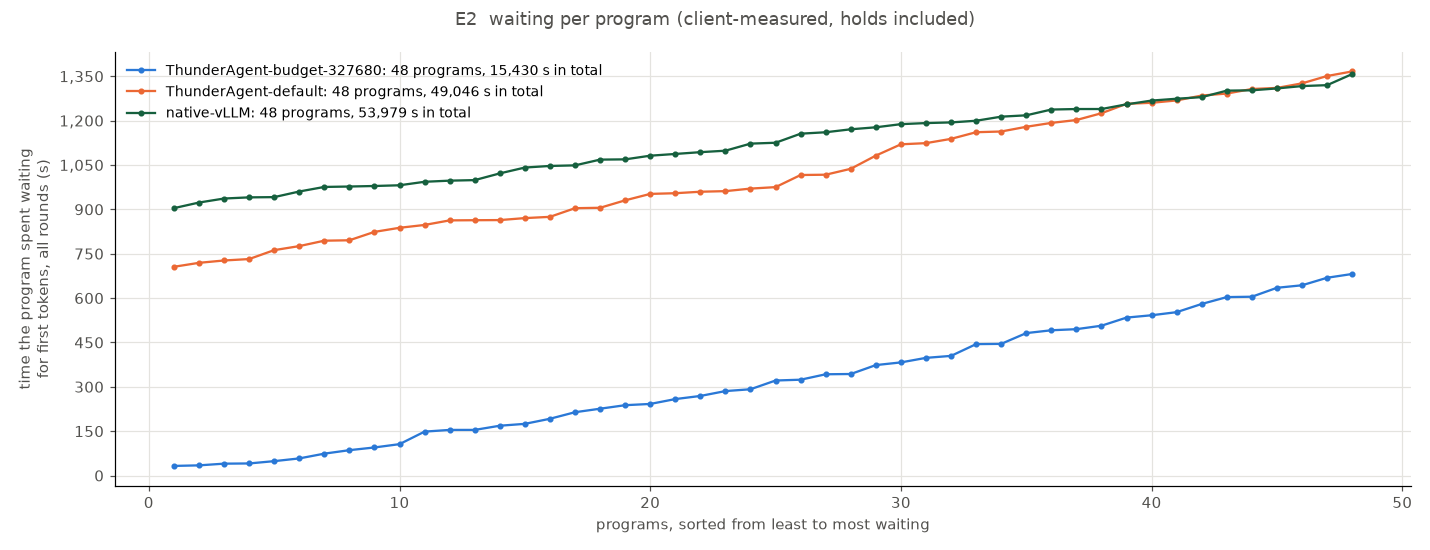 E2  waiting per program (client-measured, holds included)
ThunderAgent-budget-327680: 48 programs, 15,430 s in total
ThunderAgent-default: 48 programs, 49,046 s in total
native-vLLM: 48 programs, 53,979 s in total
time the program spent waiting
for first tokens, all rounds (s)
1,350
1,200
1,050
900
750
600
450
300
150
0
0
10
20
30
40
50
programs, sorted from least to most waiting